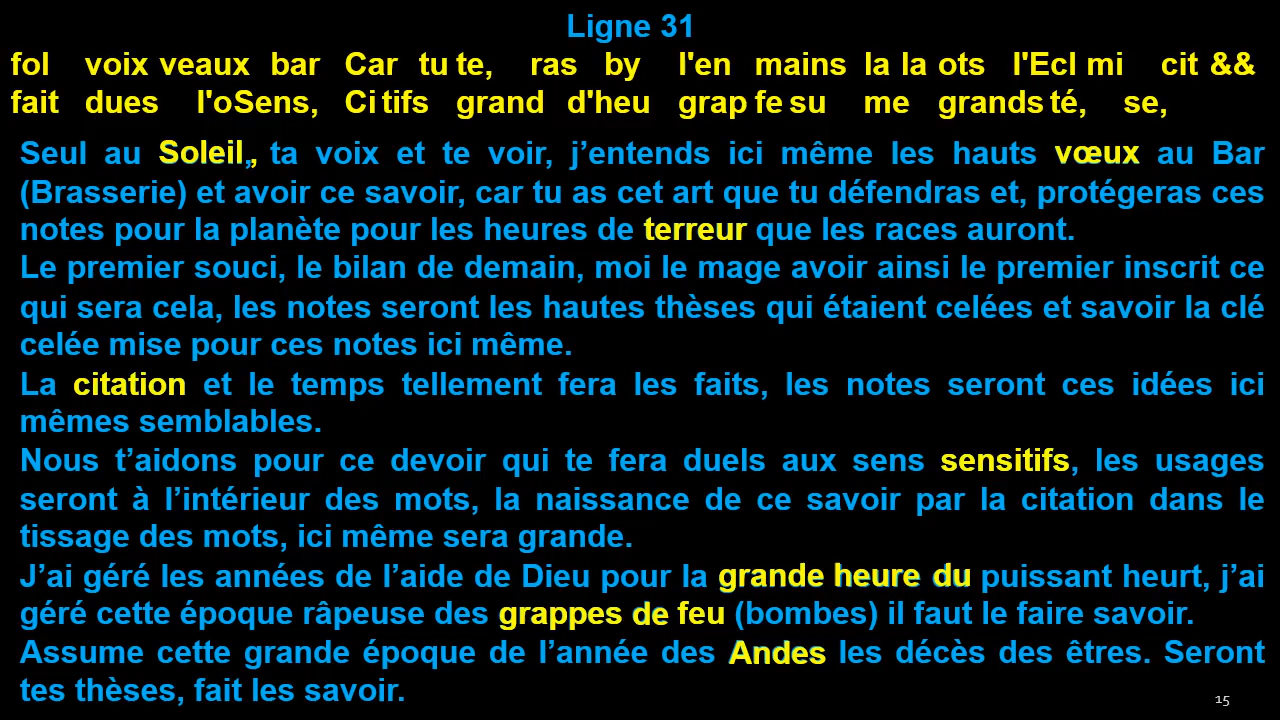 Ligne 31
fol voix veaux bar Car tu te, ras by l'en mains la la ots l'Ecl mi cit &&
fait dues l'oSens, Ci tifs grand d'heu grap fe su me grands té, se,
Seul au Soleil,, ta voix et te voir, j’entends ici même les hauts vœux au Bar
(Brasserie) et avoir ce savoir, car tu as cet art que tu défendras et, protégeras ces
notes pour la planète pour les heures de terreur que les races auront.
Le premier souci, le bilan de demain, moi le mage avoir ainsi le premier inscrit ce
qui sera cela, les notes seront les hautes thèses qui étaient celées et savoir la clé
celée mise pour ces notes ici même.
La citation et le temps tellement fera les faits, les notes seront ces idées ici
mêmes semblables.
Nous t’aidons pour ce devoir qui te fera duels aux sens sensitifs, les usages
seront à l’intérieur des mots, la naissance de ce savoir par la citation dans le
tissage des mots, ici même sera grande.
J’ai géré les années de l’aide de Dieu pour la grande heure du puissant heurt, j’ai
géré cette époque râpeuse des grappes de feu (bombes) il faut le faire savoir.
Assume cette grande époque de l’année des Andes les décès des êtres. Seront
tes thèses, fait les savoir.
15